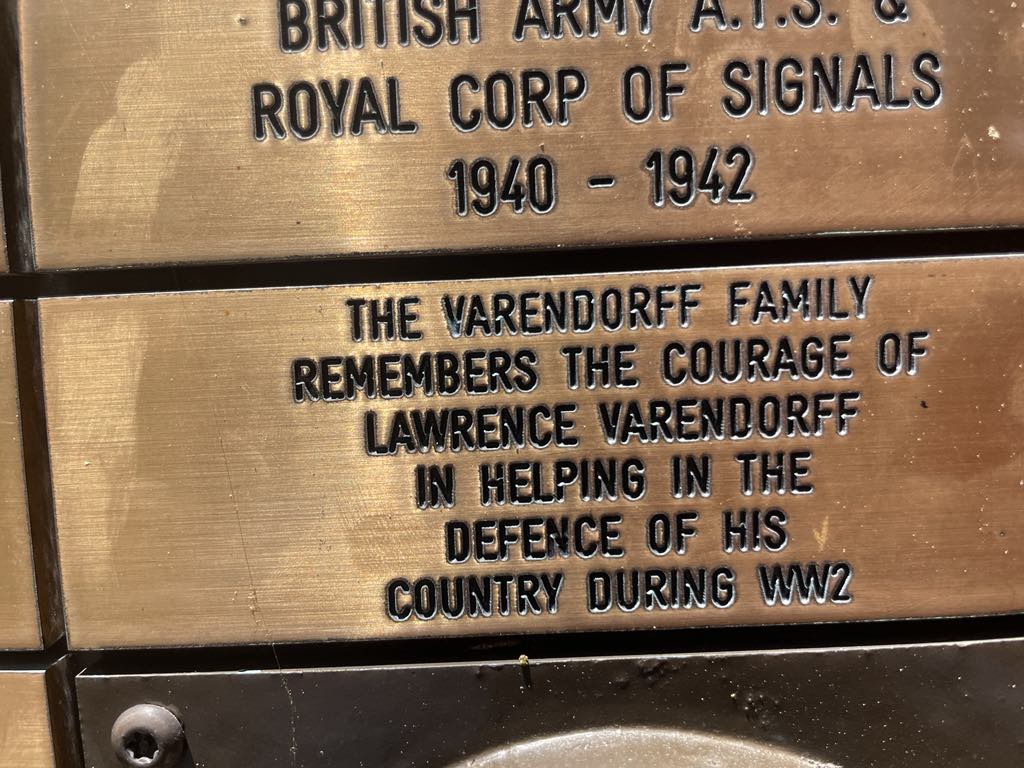 BRITISH ARMY A.T.S. &
ROYAL CORP OF SIGNALS
1940 - 1942
THE VARENDORFF FAMILY
REMEMBERS THE COURAGE OF
LAWRENCE VARENDORFF
IN HELPING IN THE
DEFENCE OF HIS
COUNTRY DURING WW2